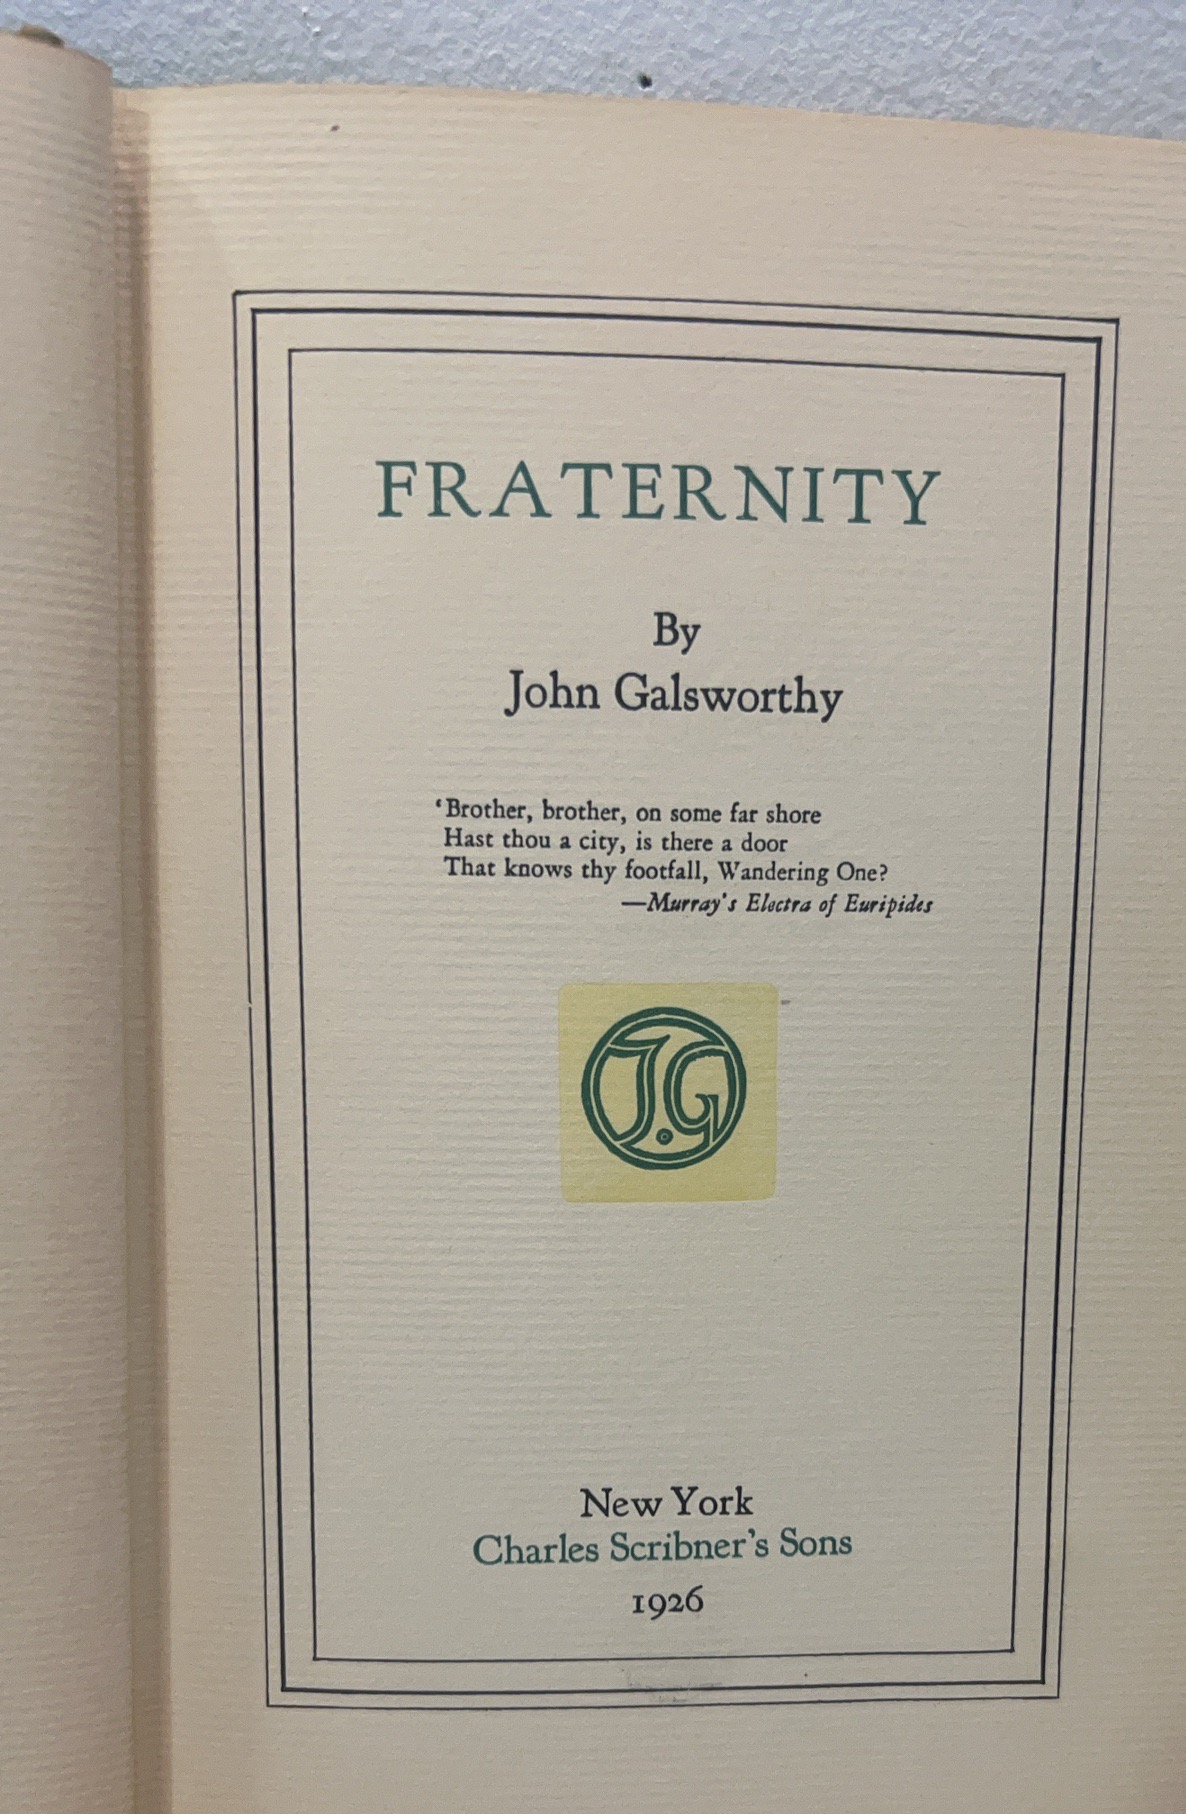 FRATERNITY
By
John Galsworthy
‘Brother, brother, on some far shore
Hast thou a city, is there a door
That knows thy footfall, Wandering One?
—Murray's Electra of Euripides
J.G
New York
Charles Scribner's Sons
1926